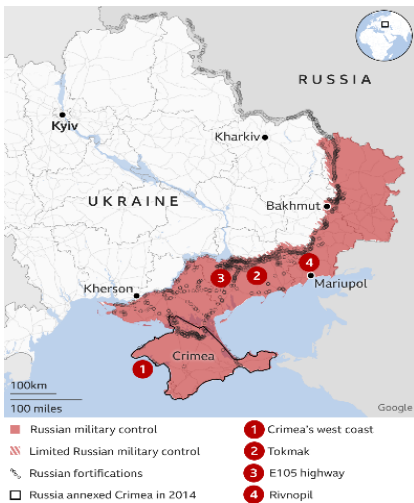 RUSSIA
Kharkiv
Kyiv
UKRAINE
Bakhmut
3
2
4
Mariupol
Kherson
Crimea
1
100km
100 miles
Google
Russian military control
Limited Russian military control
Russian fortifications
Russia annexed Crimea in 2014
1 Crimea's west coast
2 Tokmak
3 E105 highway
4 Rivnopil